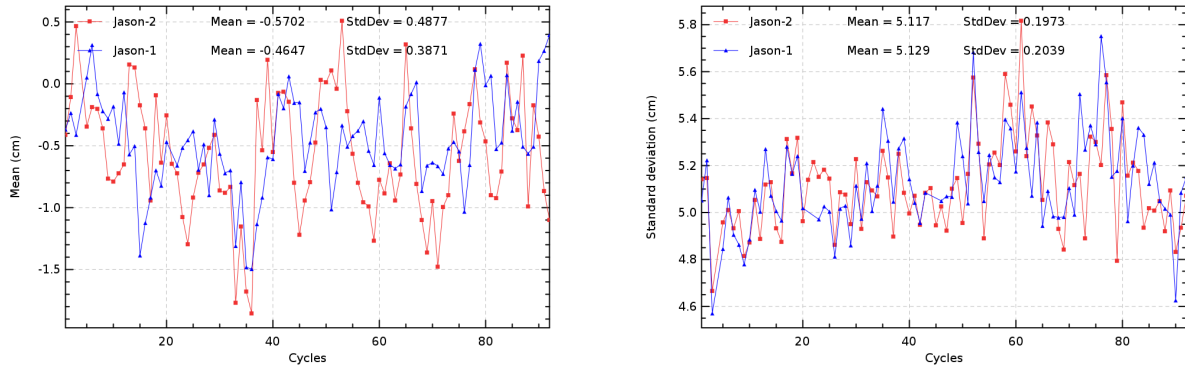 Jason-2 Mean = -0.5702 StdDev = 0.4877
Jason-1 Mean = -0.4647 StdDev = 0.3871
0.5
0.0
-0.5
-1.0
-1.5
Mean (cm)
20 40 60 80
Cycles
Jason-2 Mean = 5.117 StdDev = 0.1973
Jason-1 Mean = 5.129 StdDev = 0.2039
5.8
5.6
5.4
5.2
5.0
4.8
4.6
Standard deviation (cm)
20 40 60 80
Cycles